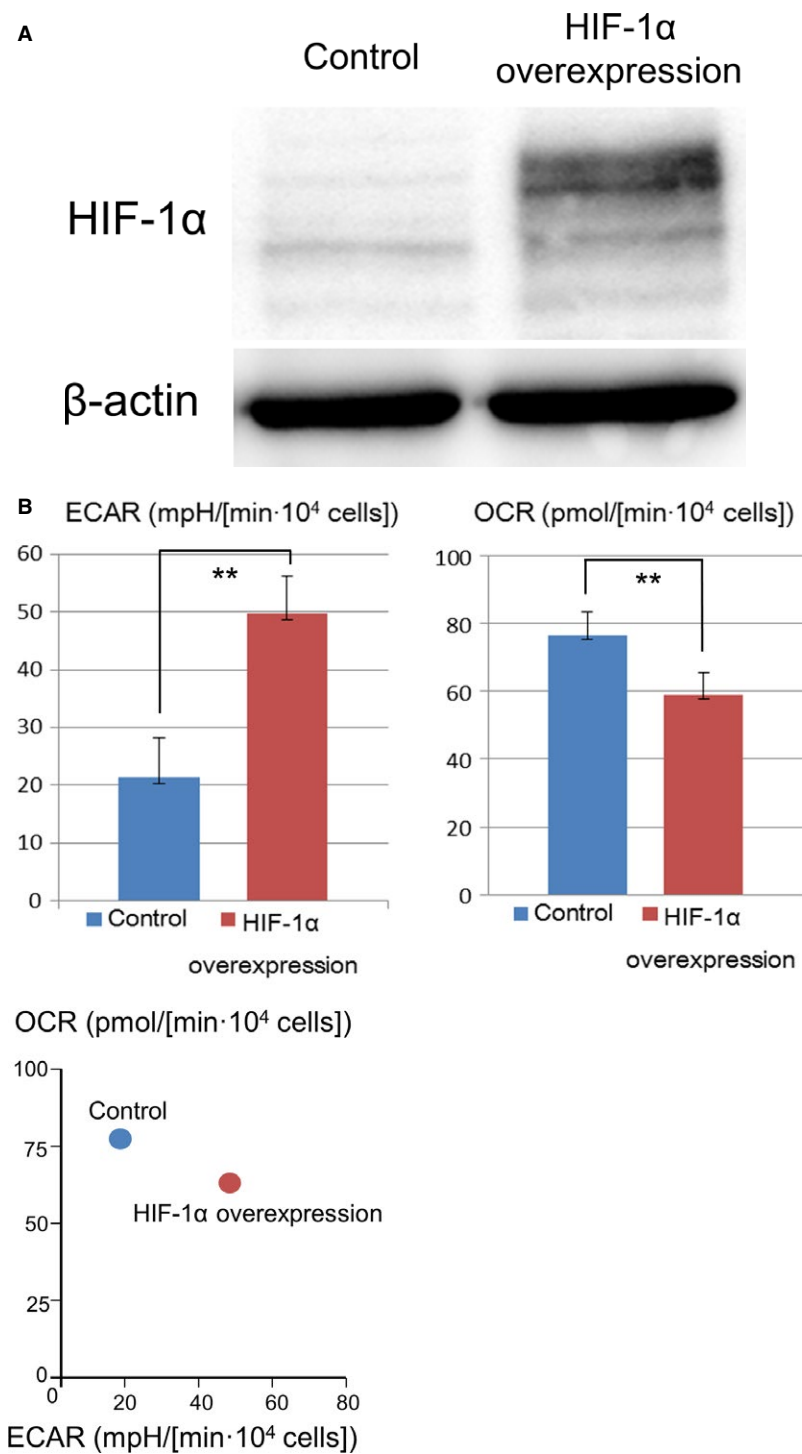 A
Control
HIF-1α
overexpression
HIF-1α
β-actin
B
ECAR (mpH/[min·10⁴ cells])
60
50
40
30
20
10
0
**
Control
HIF-1α
overexpression
OCR (pmol/[min·10⁴ cells])
100
80
60
40
20
0
**
Control
HIF-1α
overexpression
OCR (pmol/[min·10⁴ cells])
100
75
50
25
0
Control
HIF-1α overexpression
0
20
40
60
80
ECAR (mpH/[min·10⁴ cells])